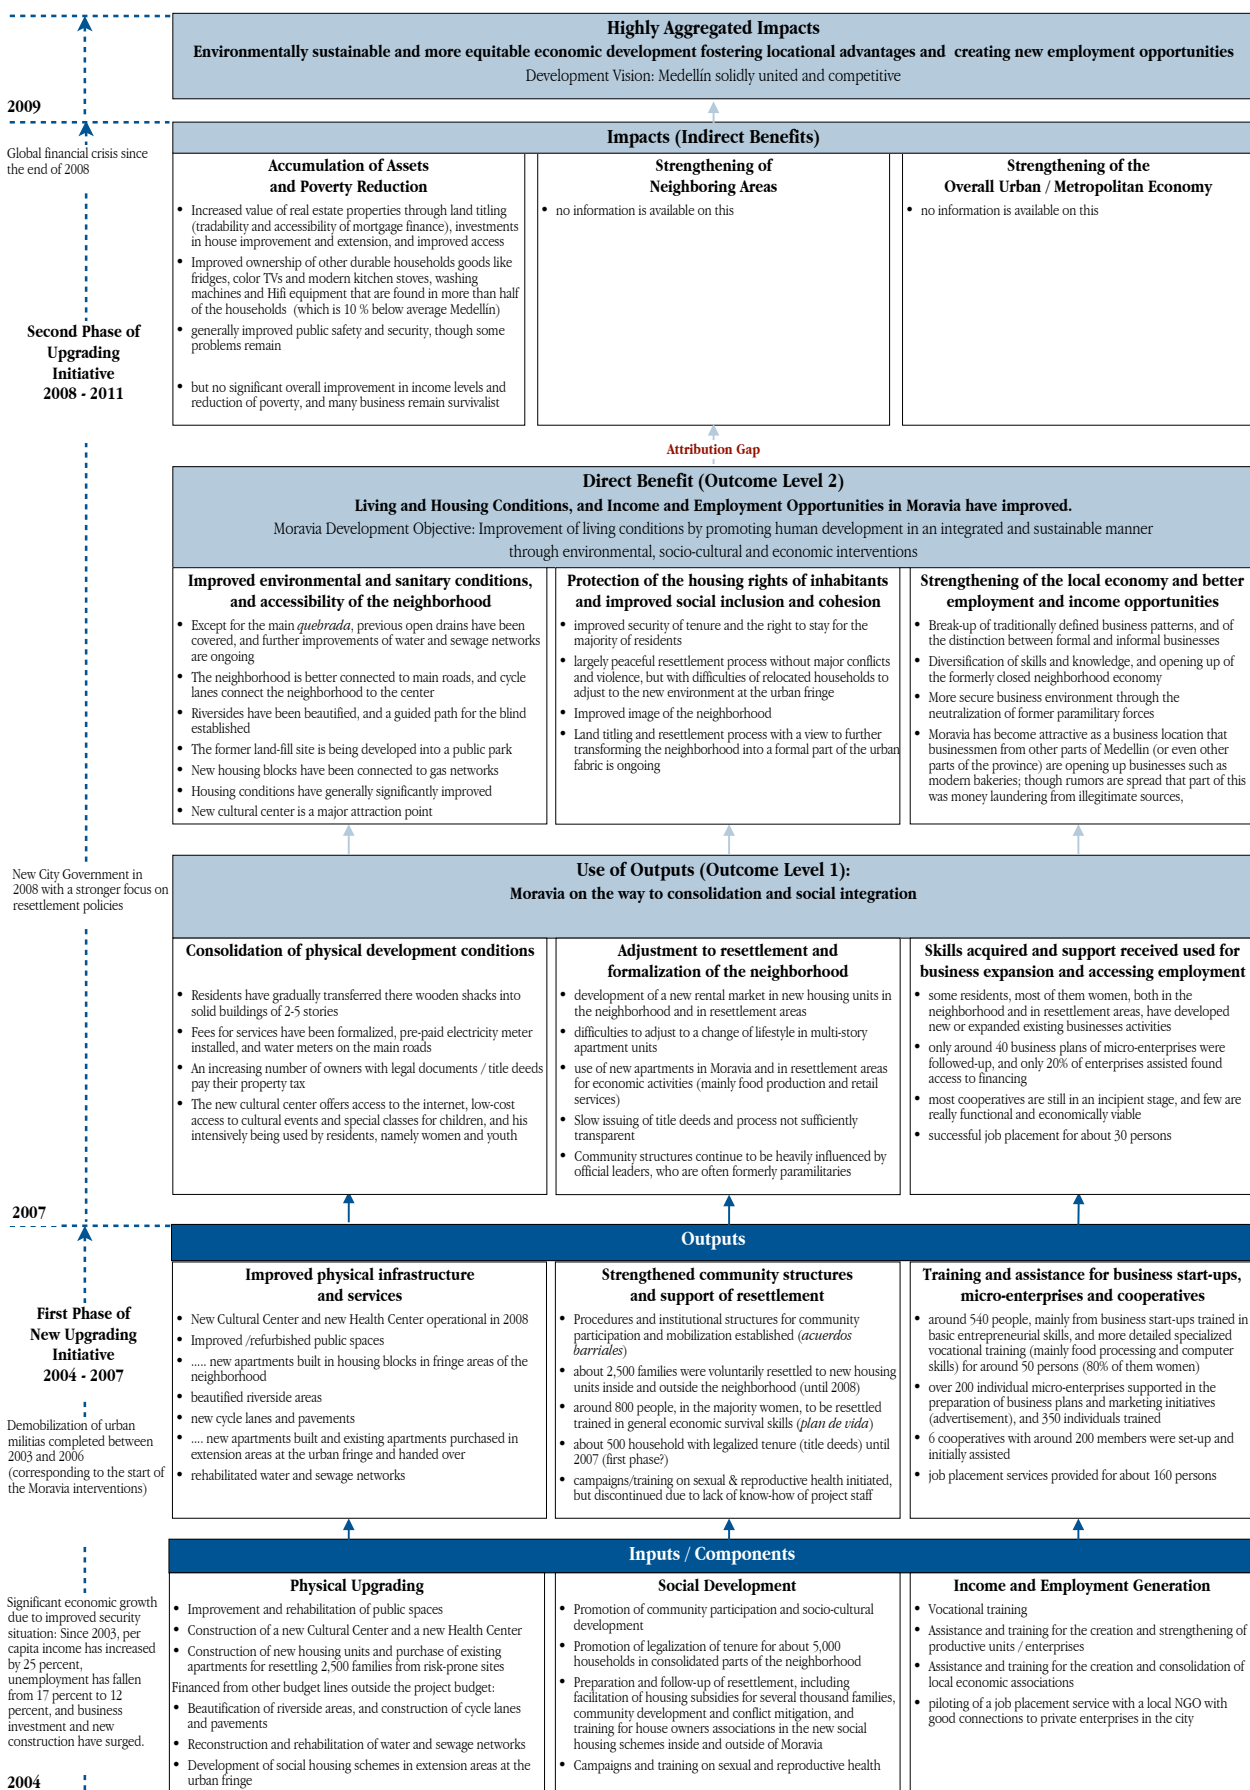 Highly Aggregated Impacts
Environmentally sustainable and more equitable economic development fostering locational advantages and creating new employment opportunities
Development Vision: Medellín solidly united and competitive
2009
Impacts (Indirect Benefits)
Global financial crisis since
the end of 2008
Accumulation of Assets
and Poverty Reduction
• Increased value of real estate properties through land titling
(tradability and accessibility of mortgage finance), investments
in house improvement and extension, and improved access
• Improved ownership of other durable households goods like
fridges, color TVs and modern kitchen stoves, washing
machines and Hifi equipment that are found in more than half
of the households (which is 10 % below average Medellín)
• generally improved public safety and security, though some
problems remain
• but no significant overall improvement in income levels and
reduction of poverty, and many business remain survivalist
Strengthening of
Neighboring Areas
• no information is available on this
Strengthening of the
Overall Urban / Metropolitan Economy
• no information is available on this
Second Phase of
Upgrading
Initiative
2008 - 2011
Attribution Gap
Direct Benefit (Outcome Level 2)
Living and Housing Conditions, and Income and Employment Opportunities in Moravia have improved.
Moravia Development Objective: Improvement of living conditions by promoting human development in an integrated and sustainable manner
through environmental, socio-cultural and economic interventions
Improved environmental and sanitary conditions,
and accessibility of the neighborhood
• Except for the main quebrada, previous open drains have been
covered, and further improvements of water and sewage networks
are ongoing
• The neighborhood is better connected to main roads, and cycle
lanes connect the neighborhood to the center
• Riversides have been beautified, and a guided path for the blind
established
• The former land-fill site is being developed into a public park
• New housing blocks have been connected to gas networks
• Housing conditions have generally significantly improved
• New cultural center is a major attraction point
Protection of the housing rights of inhabitants
and improved social inclusion and cohesion
• improved security of tenure and the right to stay for the
majority of residents
• largely peaceful resettlement process without major conflicts
and violence, but with difficulties of relocated households to
adjust to the new environment at the urban fringe
• Improved image of the neighborhood
• Land titling and resettlement process with a view to further
transforming the neighborhood into a formal part of the urban
fabric is ongoing
Strengthening of the local economy and better
employment and income opportunities
• Break-up of traditionally defined business patterns, and of
the distinction between formal and informal businesses
• Diversification of skills and knowledge, and opening up of
the formerly closed neighborhood economy
• More secure business environment through the
neutralization of former paramilitary forces
• Moravia has become attractive as a business location that
businessmen from other parts of Medellin (or even other
parts of the province) are opening up businesses such as
modern bakeries; though rumors are spread that part of this
was money laundering from illegitimate sources,
New City Government in
2008 with a stronger focus on
resettlement policies
Use of Outputs (Outcome Level 1):
Moravia on the way to consolidation and social integration
Consolidation of physical development conditions
• Residents have gradually transferred there wooden shacks into
solid buildings of 2-5 stories
• Fees for services have been formalized, pre-paid electricity meter
installed, and water meters on the main roads
• An increasing number of owners with legal documents / title deeds
pay their property tax
• The new cultural center offers access to the internet, low-cost
access to cultural events and special classes for children, and his
intensively being used by residents, namely women and youth
Adjustment to resettlement and
formalization of the neighborhood
• development of a new rental market in new housing units in
the neighborhood and in resettlement areas
• difficulties to adjust to a change of lifestyle in multi-story
apartment units
• use of new apartments in Moravia and in resettlement areas
for economic activities (mainly food production and retail
services)
• Slow issuing of title deeds and process not sufficiently
transparent
• Community structures continue to be heavily influenced by
official leaders, who are often formerly paramilitaries
Skills acquired and support received used for
business expansion and accessing employment
• some residents, most of them women, both in the
neighborhood and in resettlement areas, have developed
new or expanded existing businesses activities
• only around 40 business plans of micro-enterprises were
followed-up, and only 20% of enterprises assisted found
access to financing
• most cooperatives are still in an incipient stage, and few are
really functional and economically viable
• successful job placement for about 30 persons
2007
Outputs
First Phase of
New Upgrading
Initiative
2004 - 2007
Demobilization of urban
militias completed between
2003 and 2006
(corresponding to the start of
the Moravia interventions)
Improved physical infrastructure
and services
• New Cultural Center and new Health Center operational in 2008
• Improved /refurbished public spaces
• ..... new apartments built in housing blocks in fringe areas of the
neighborhood
• beautified riverside areas
• new cycle lanes and pavements
• .... new apartments built and existing apartments purchased in
extension areas at the urban fringe and handed over
• rehabilitated water and sewage networks
Strengthened community structures
and support of resettlement
• Procedures and institutional structures for community
participation and mobilization established (acuerdos
barriales)
• about 2,500 families were voluntarily resettled to new housing
units inside and outside the neighborhood (until 2008)
• around 800 people, in the majority women, to be resettled
trained in general economic survival skills (plan de vida)
• about 500 household with legalized tenure (title deeds) until
2007 (first phase?)
• campaigns/training on sexual & reproductive health initiated,
but discontinued due to lack of know-how of project staff
Training and assistance for business start-ups,
micro-enterprises and cooperatives
• around 540 people, mainly from business start-ups trained in
basic entrepreneurial skills, and more detailed specialized
vocational training (mainly food processing and computer
skills) for around 50 persons (80% of them women)
• over 200 individual micro-enterprises supported in the
preparation of business plans and marketing initiatives
(advertisement), and 350 individuals trained
• 6 cooperatives with around 200 members were set-up and
initially assisted
• job placement services provided for about 160 persons
Inputs / Components
Significant economic growth
due to improved security
situation: Since 2003, per
capita income has increased
by 25 percent,
unemployment has fallen
from 17 percent to 12
percent, and business
investment and new
construction have surged.
2004
Physical Upgrading
• Improvement and rehabilitation of public spaces
• Construction of a new Cultural Center and a new Health Center
• Construction of new housing units and purchase of existing
apartments for resettling 2,500 families from risk-prone sites
Financed from other budget lines outside the project budget:
• Beautification of riverside areas, and construction of cycle lanes
and pavements
• Reconstruction and rehabilitation of water and sewage networks
• Development of social housing schemes in extension areas at the
urban fringe
Social Development
• Promotion of community participation and socio-cultural
development
• Promotion of legalization of tenure for about 5,000
households in consolidated parts of the neighborhood
• Preparation and follow-up of resettlement, including
facilitation of housing subsidies for several thousand families,
community development and conflict mitigation, and
training for house owners associations in the new social
housing schemes inside and outside of Moravia
• Campaigns and training on sexual and reproductive health
Income and Employment Generation
• Vocational training
• Assistance and training for the creation and strengthening of
productive units / enterprises
• Assistance and training for the creation and consolidation of
local economic associations
• piloting of a job placement service with a local NGO with
good connections to private enterprises in the city